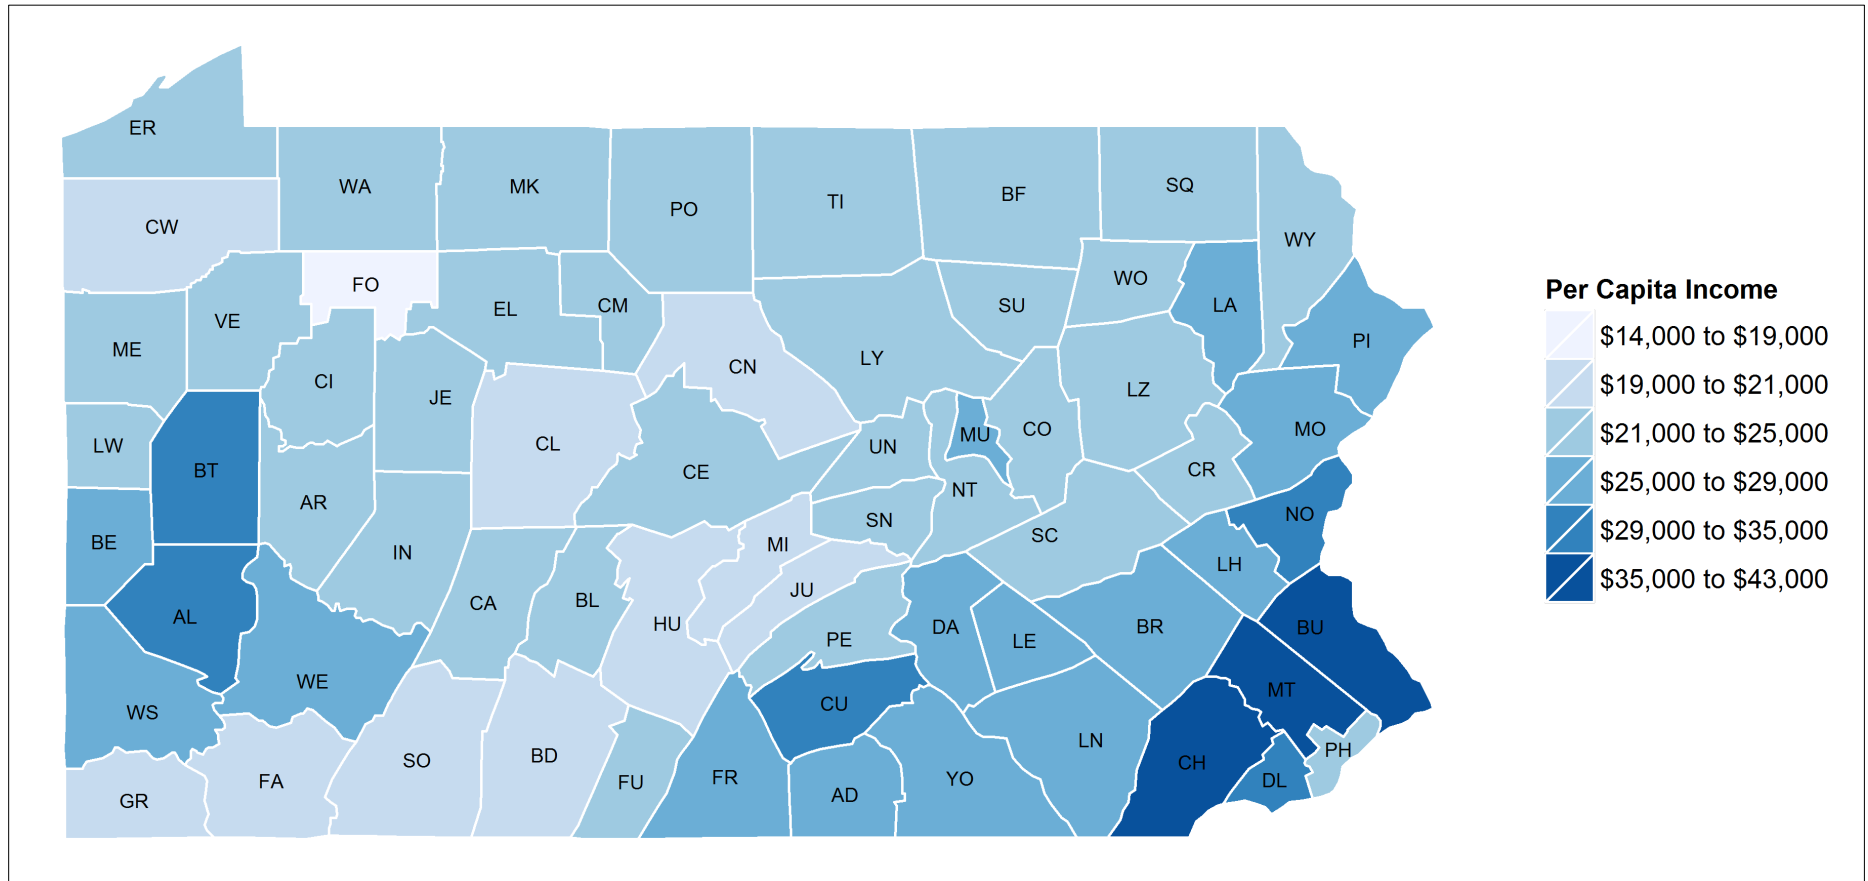 ER
WA
MK
PO
TI
BF
SQ
CW
WY
FO
WO
VE
EL
CM
SU
LA
Per Capita Income
$14,000 to $19,000
ME
CI
JE
CN
LY
LZ
PI
$19,000 to $21,000
LW
BT
CL
CE
UN
MU
CO
CR
MO
$21,000 to $25,000
AR
NT
BE
IN
SN
SC
NO
$25,000 to $29,000
MI
LH
AL
CA
BL
JU
HU
PE
DA
LE
BR
BU
$29,000 to $35,000
WS
WE
CU
MT
$35,000 to $43,000
SO
BD
LN
CH
PH
GR
FA
FU
FR
AD
YO
DL